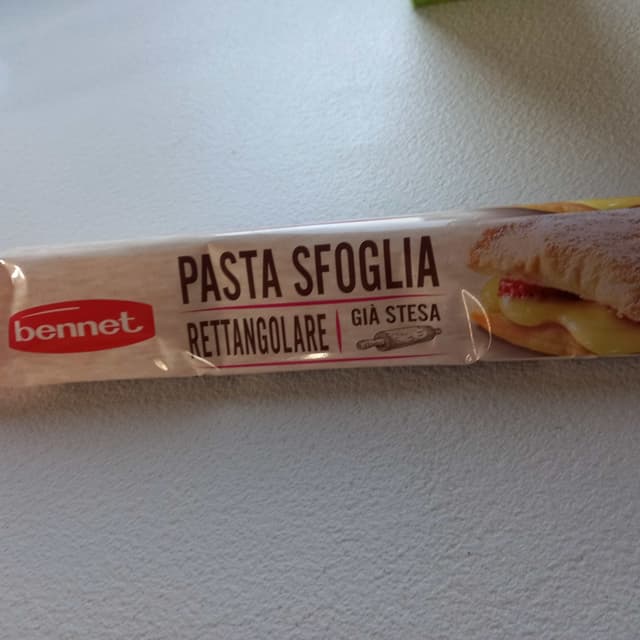 bennet
PASTA SFOGLIA
RETTANGOLARE
GIÀ STESA